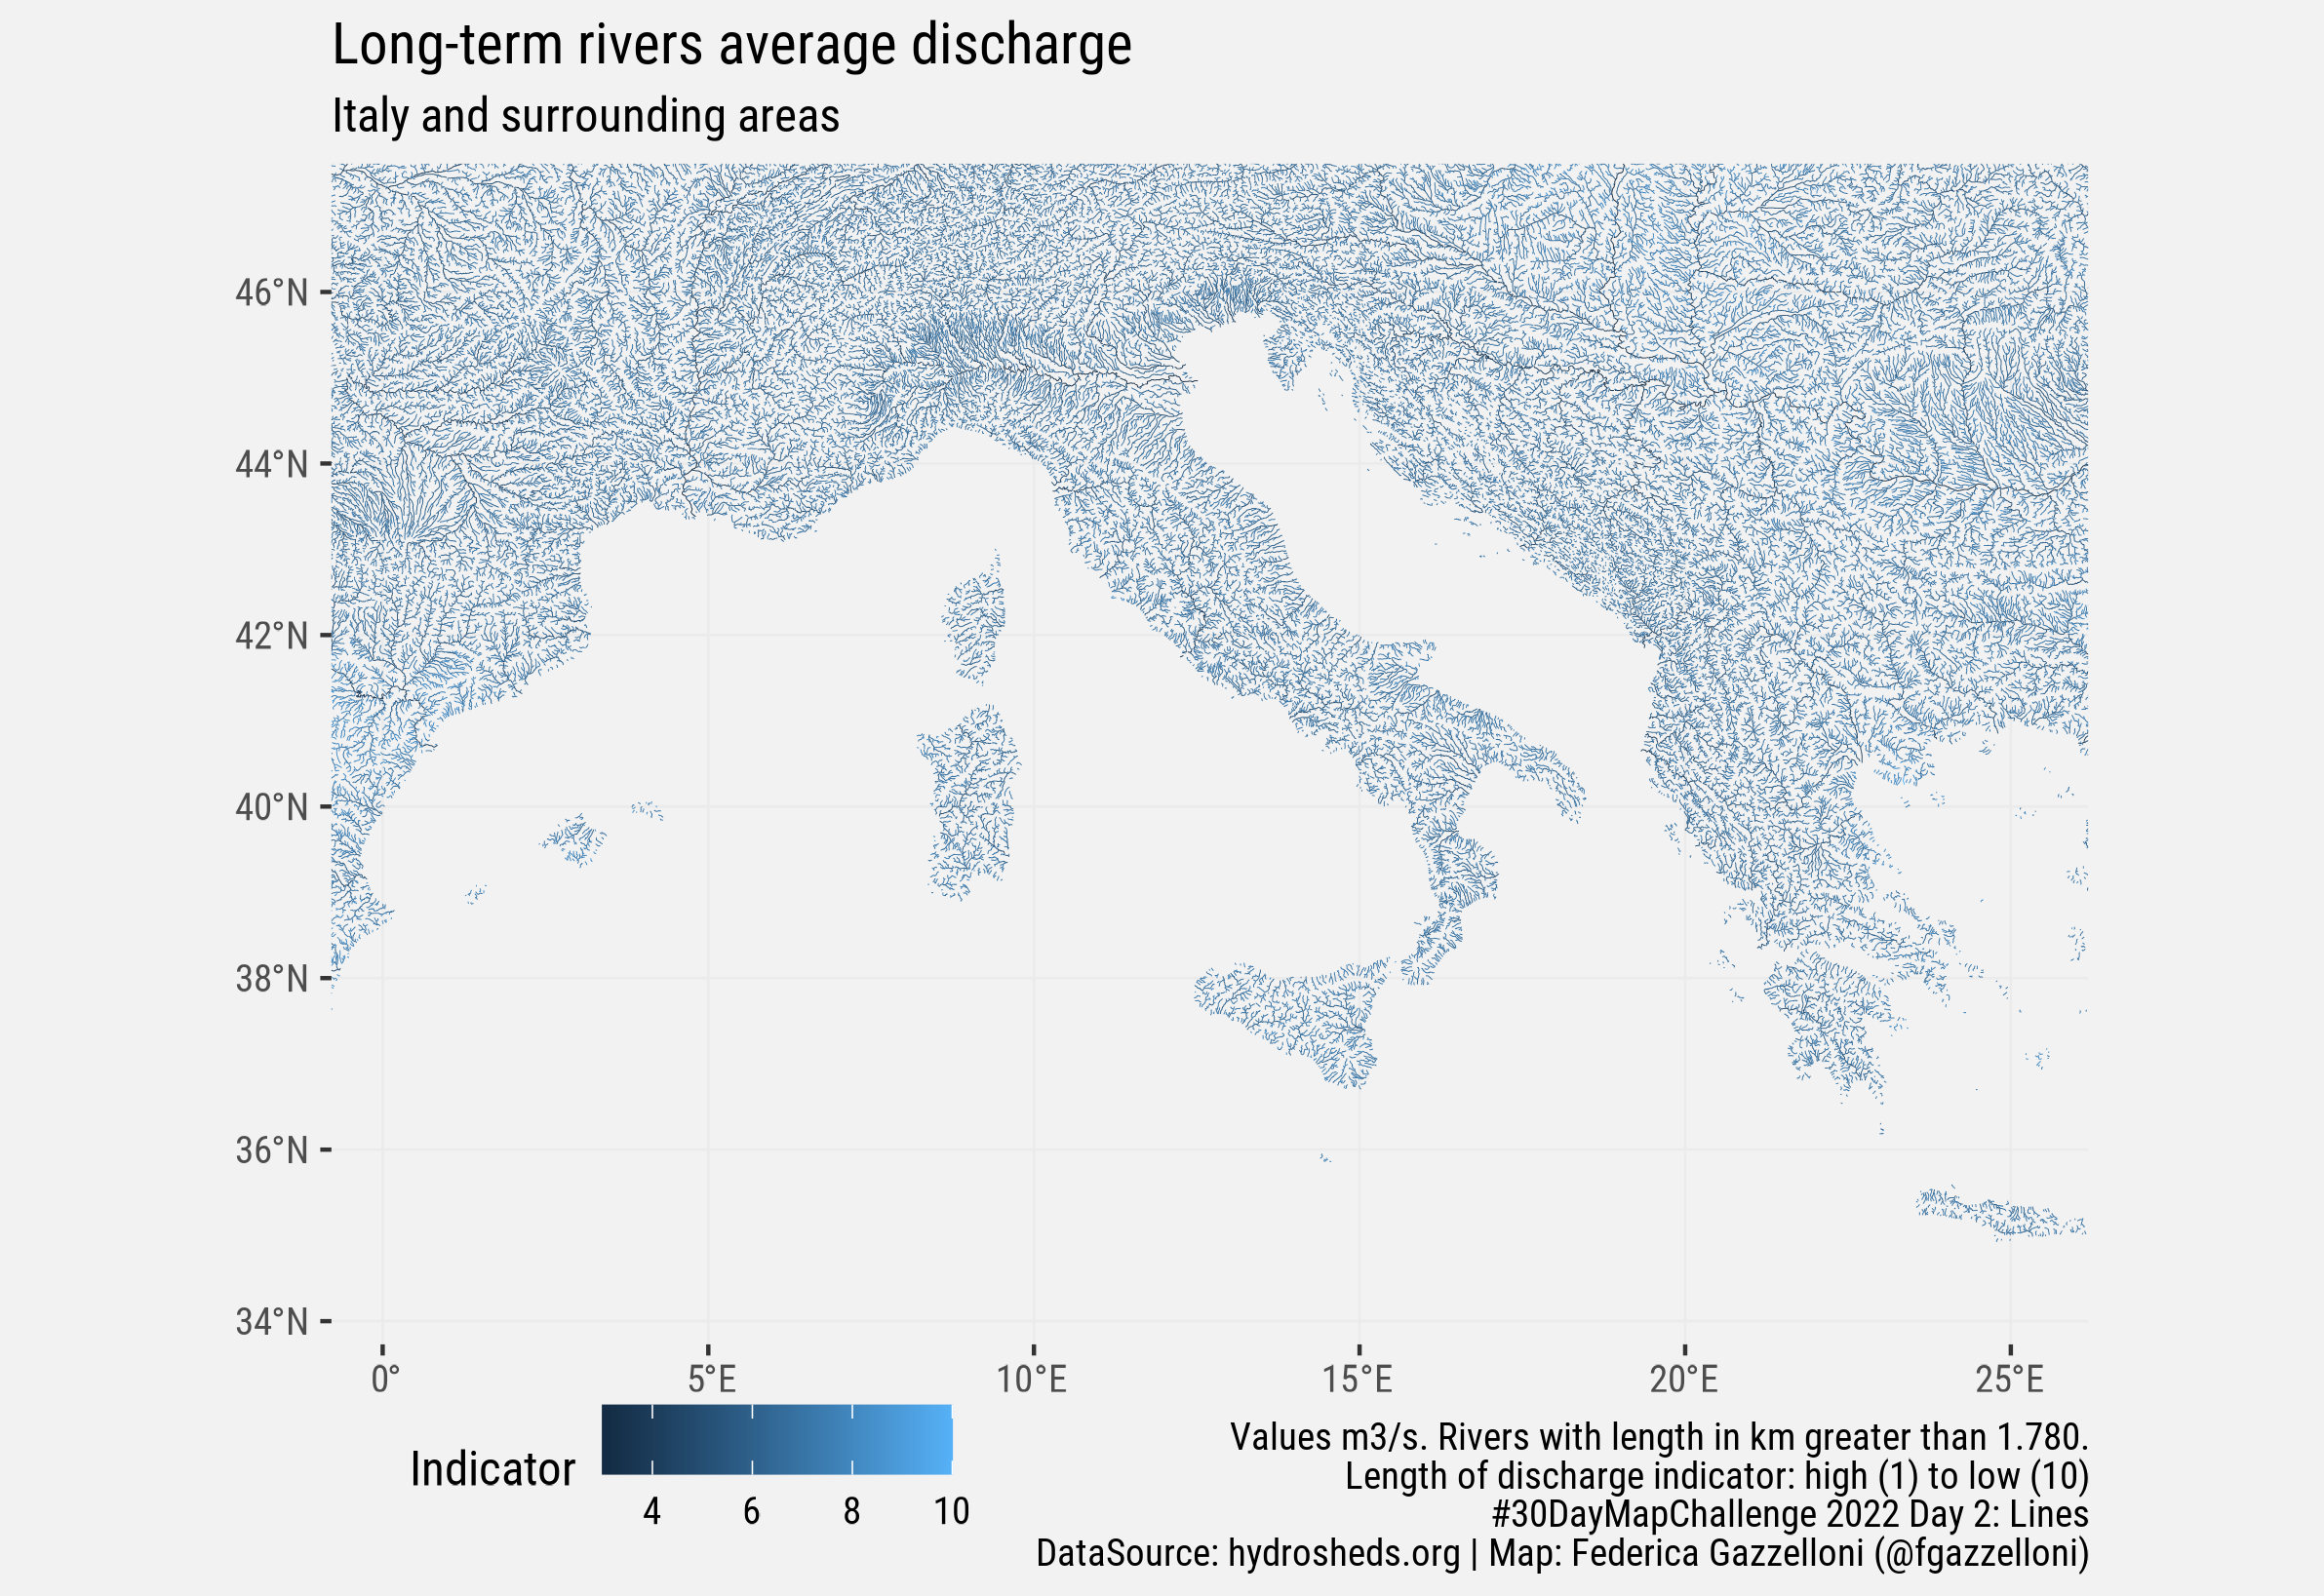 Long-term rivers average discharge
Italy and surrounding areas
46°N
44°N
42°N
40°N
38°N
36°N
34°N
0°
5°E
10°E
15°E
20°E
25°E
Indicator
4
6
8
10
Values m3/s. Rivers with length in km greater than 1.780.
Length of discharge indicator: high (1) to low (10)
#30DayMapChallenge 2022 Day 2: Lines
DataSource: hydrosheds.org | Map: Federica Gazzelloni (@fgazzelloni)